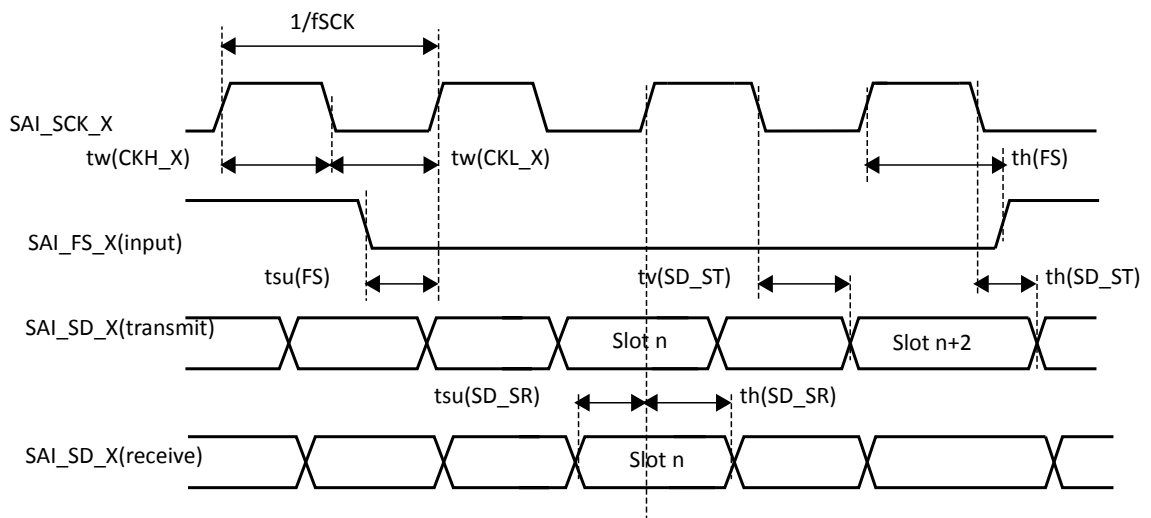 1/fSCK
SAI_SCK_X
tw(CKH_X)
tw(CKL_X)
th(FS)
SAI_FS_X(input)
tsu(FS)
tv(SD_ST)
th(SD_ST)
SAI_SD_X(transmit)
Slot n
Slot n+2
tsu(SD_SR)
th(SD_SR)
SAI_SD_X(receive)
Slot n